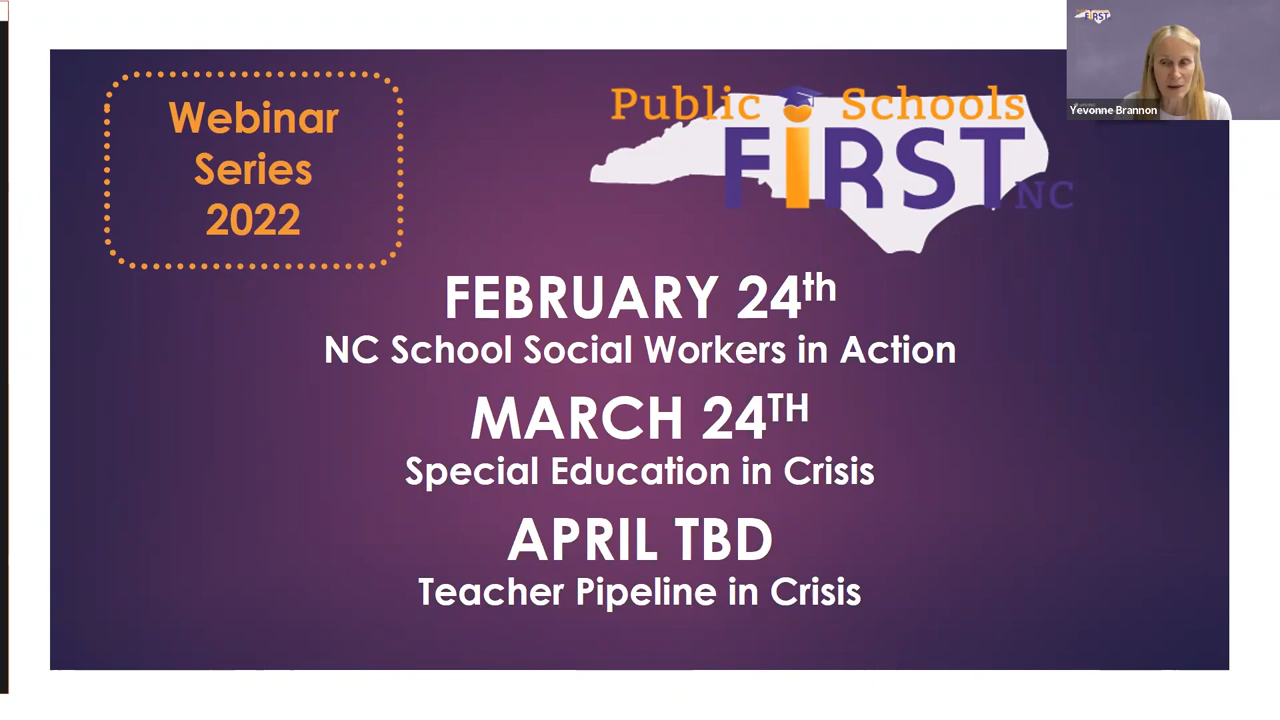 Webinar
Series
2022
Public Schools
FiRST
NC
FEBRUARY 24th
NC School Social Workers in Action
MARCH 24TH
Special Education in Crisis
APRIL TBD
Teacher Pipeline in Crisis
FiRST
Yevonne Brannon